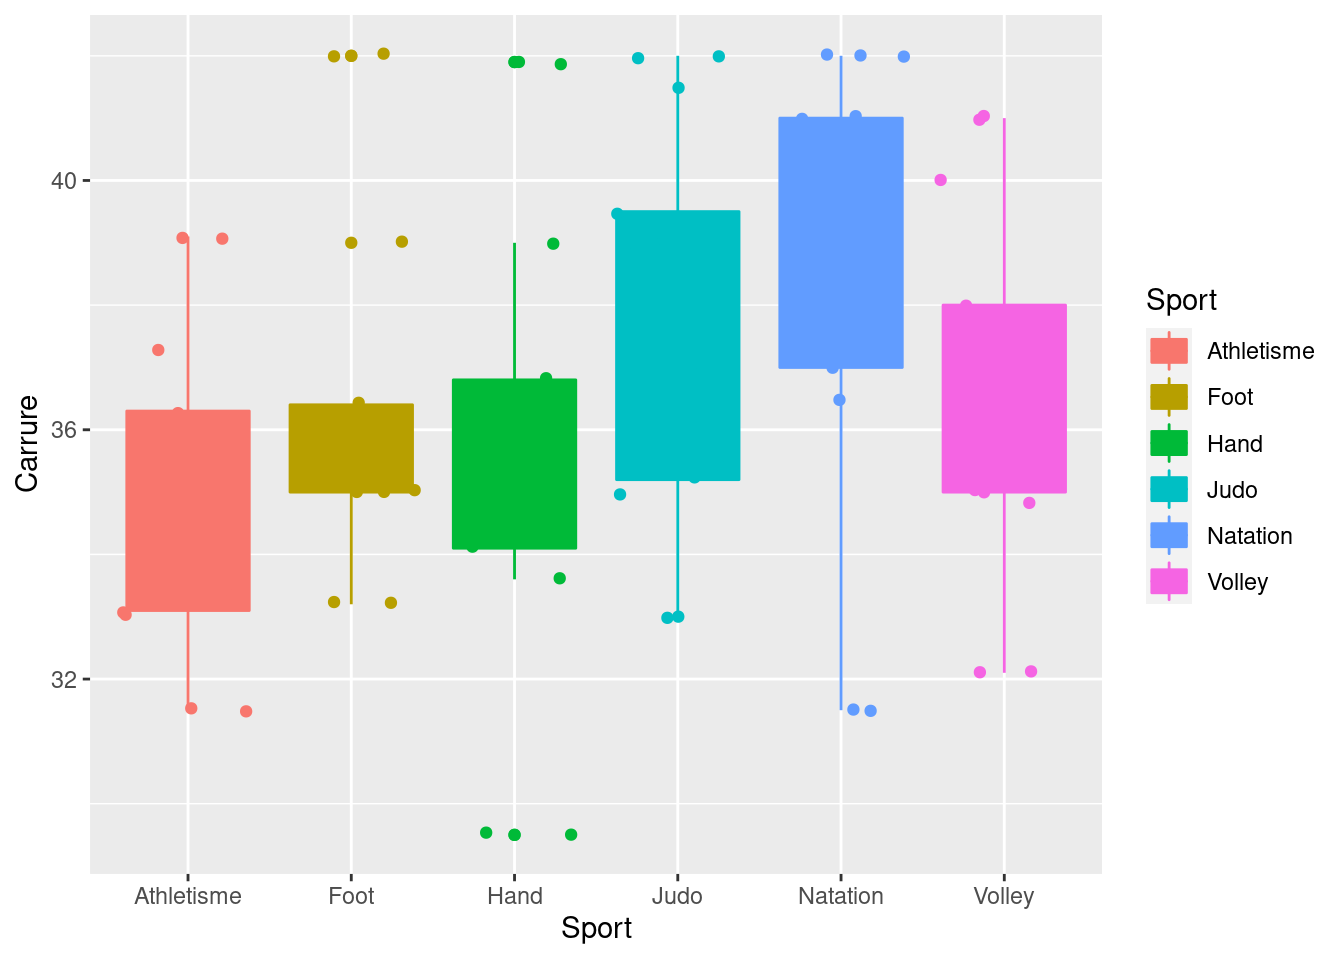 Carrure
40
36
32
Athletisme Foot Hand Judo Natation Volley
Sport
Sport
Athletisme
Foot
Hand
Judo
Natation
Volley